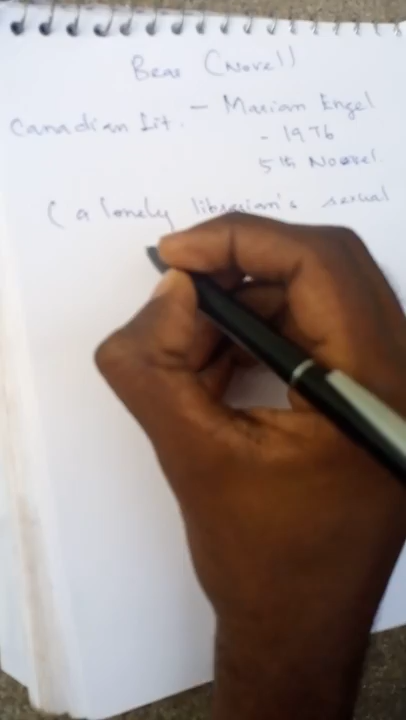 Bear (Novel)
- Marian Engel
Canadian Lit.
- 1976
5th Novel
(a lonely librarian's sexual